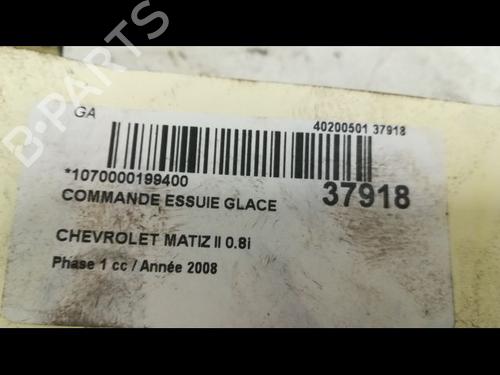 B-PARTS
GA
40200501 37918
*1070000199400
37918
COMMANDE ESSUIE GLACE
CHEVROLET MATIZ II 0.8i
Phase 1 cc / Année 2008